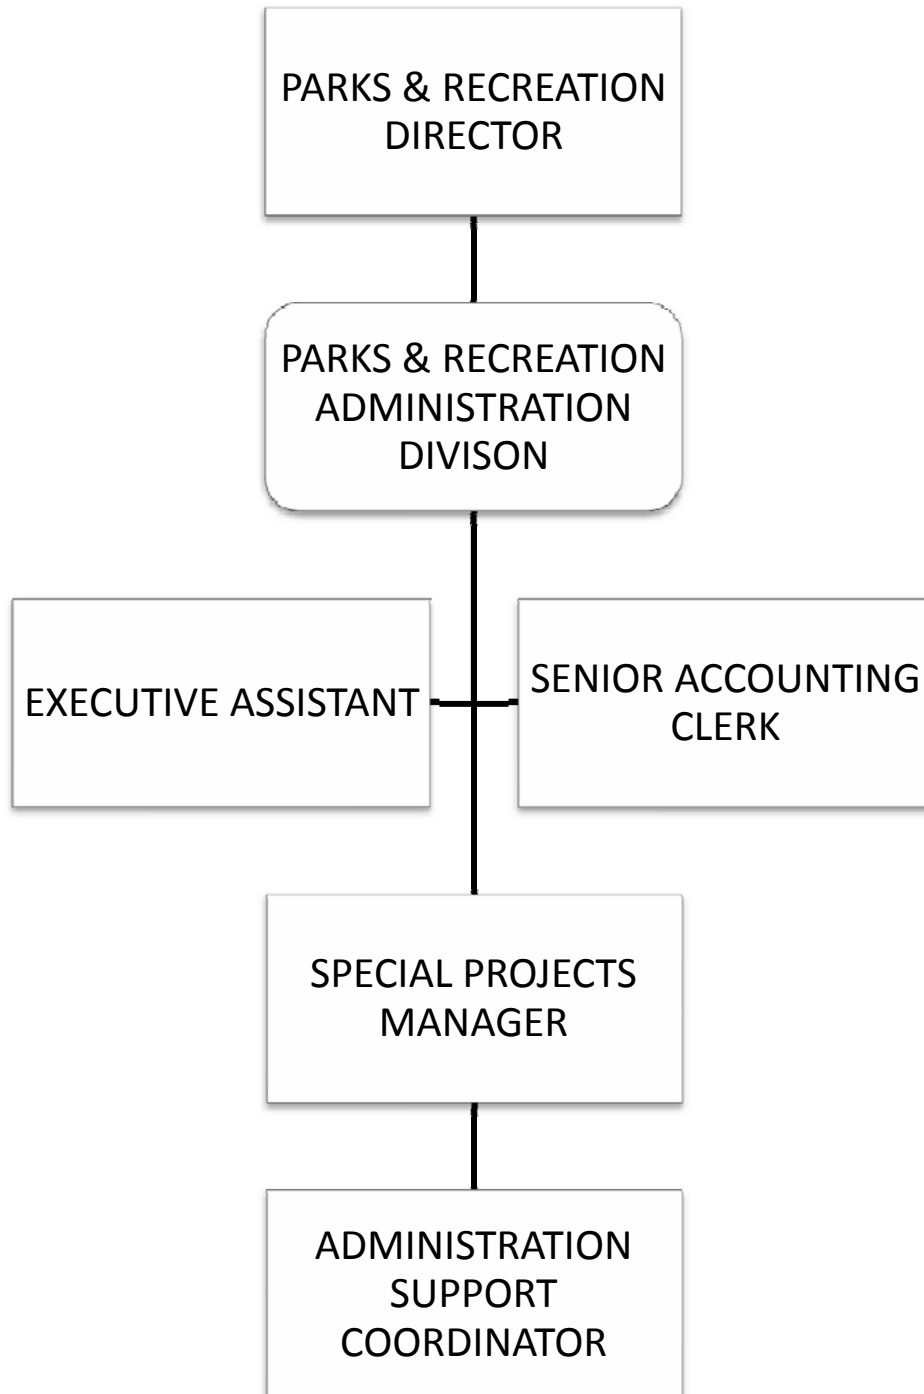 PARKS & RECREATION
DIRECTOR
PARKS & RECREATION
ADMINISTRATION
DIVISON
EXECUTIVE ASSISTANT
SENIOR ACCOUNTING
CLERK
SPECIAL PROJECTS
MANAGER
ADMINISTRATION
SUPPORT
COORDINATOR